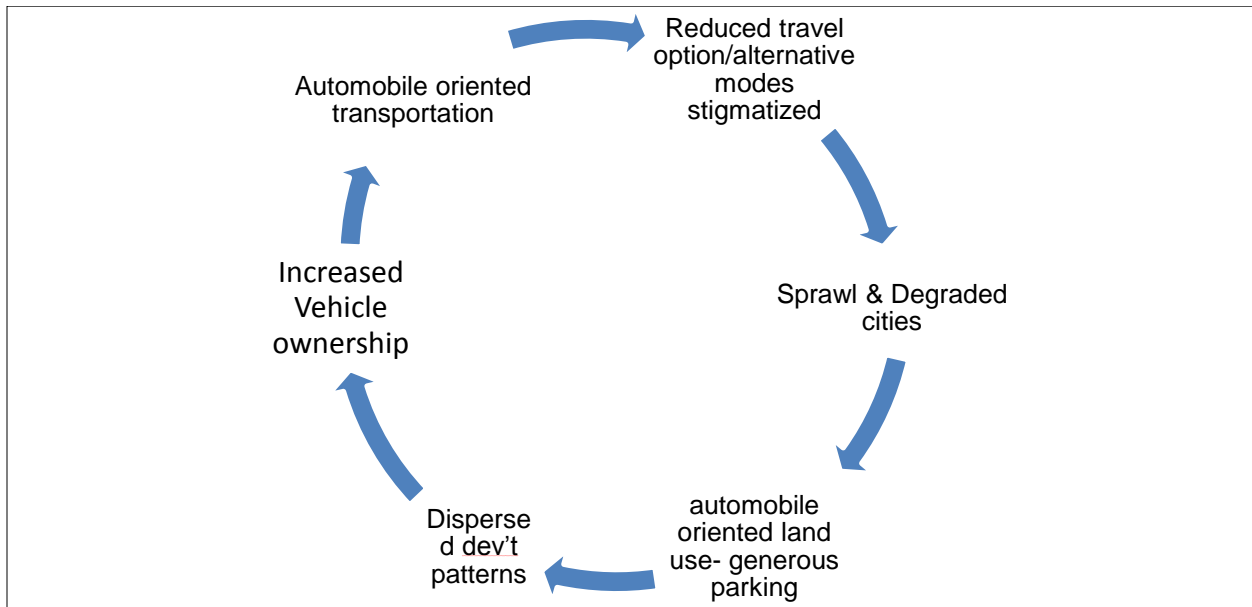 Reduced travel
option/alternative
modes
stigmatized
Sprawl & Degraded
cities
automobile
oriented land
use- generous
parking
Disperse
d dev’t
patterns
Increased
Vehicle
ownership
Automobile oriented
transportation